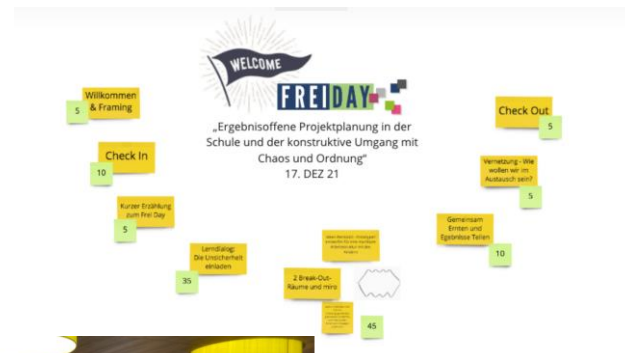 WELCOME
FREIDAY
„Ergebnisoffene Projektplanung in der
Schule und der konstruktive Umgang mit
Chaos und Ordnung"
17. DEZ 21
Willkommen
& Framing
5
Check In
10
Kurzer Erzählung
zum Frei Day
5
Lerndialog:
Die Unsicherheit
einladen
35
2 Break-Out-
Räume und miro
45
Gemeinsam
Ernten und
Egebnisse Tailen
10
Vernetzung - Wie
wollen wir im
Austausch sein?
5
Check Out
5